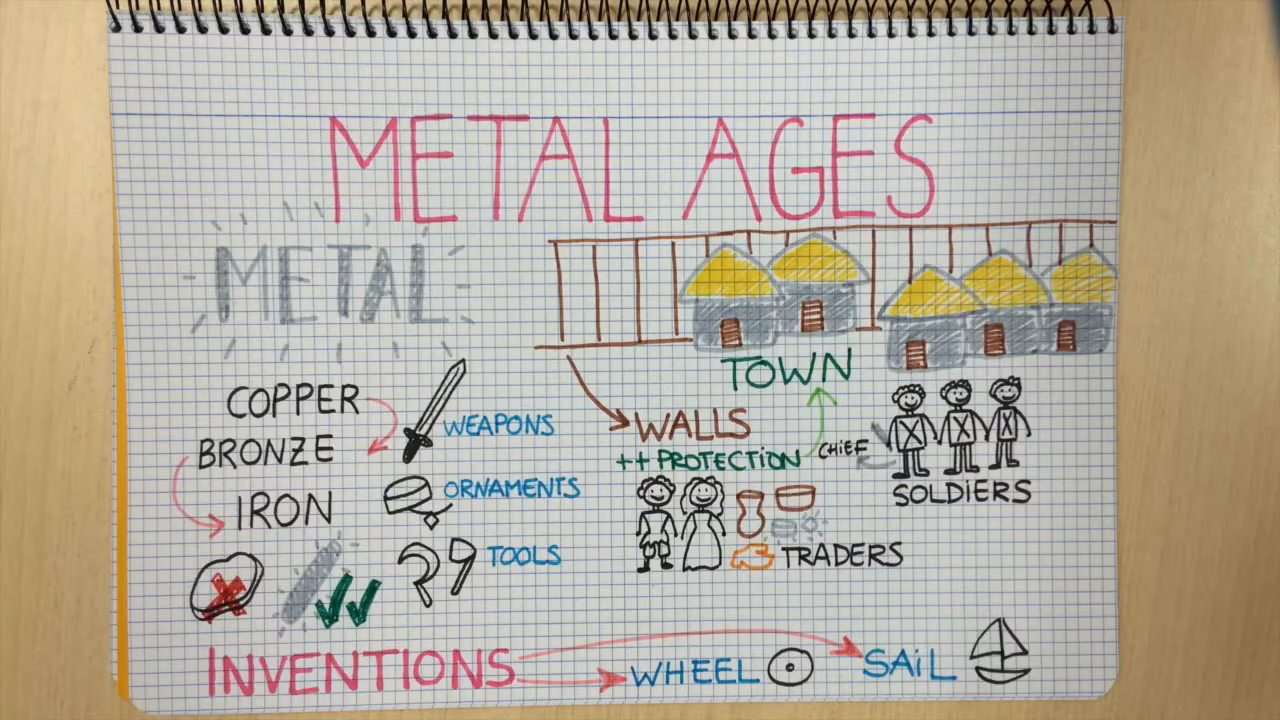 METAL AGES
METAL
COPPER
BRONZE
IRON
WEAPONS
ORNAMENTS
TOOLS
TOWN
WALLS
++ PROTECTION
CHiEF
SOLDiERS
TRADERS
INVENTIONS
WHEEL
SAiL